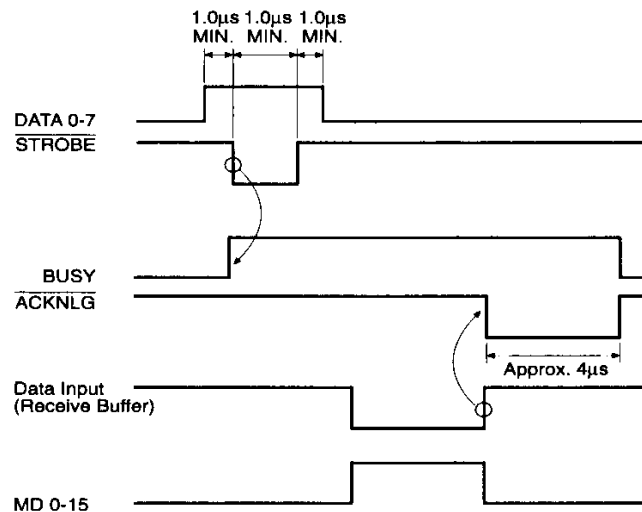 1.0μs 1.0μs 1.0μs
MIN. MIN. MIN.
DATA 0-7
STROBE
BUSY
ACKNLG
Approx. 4μs
Data Input
(Receive Buffer)
MD 0-15